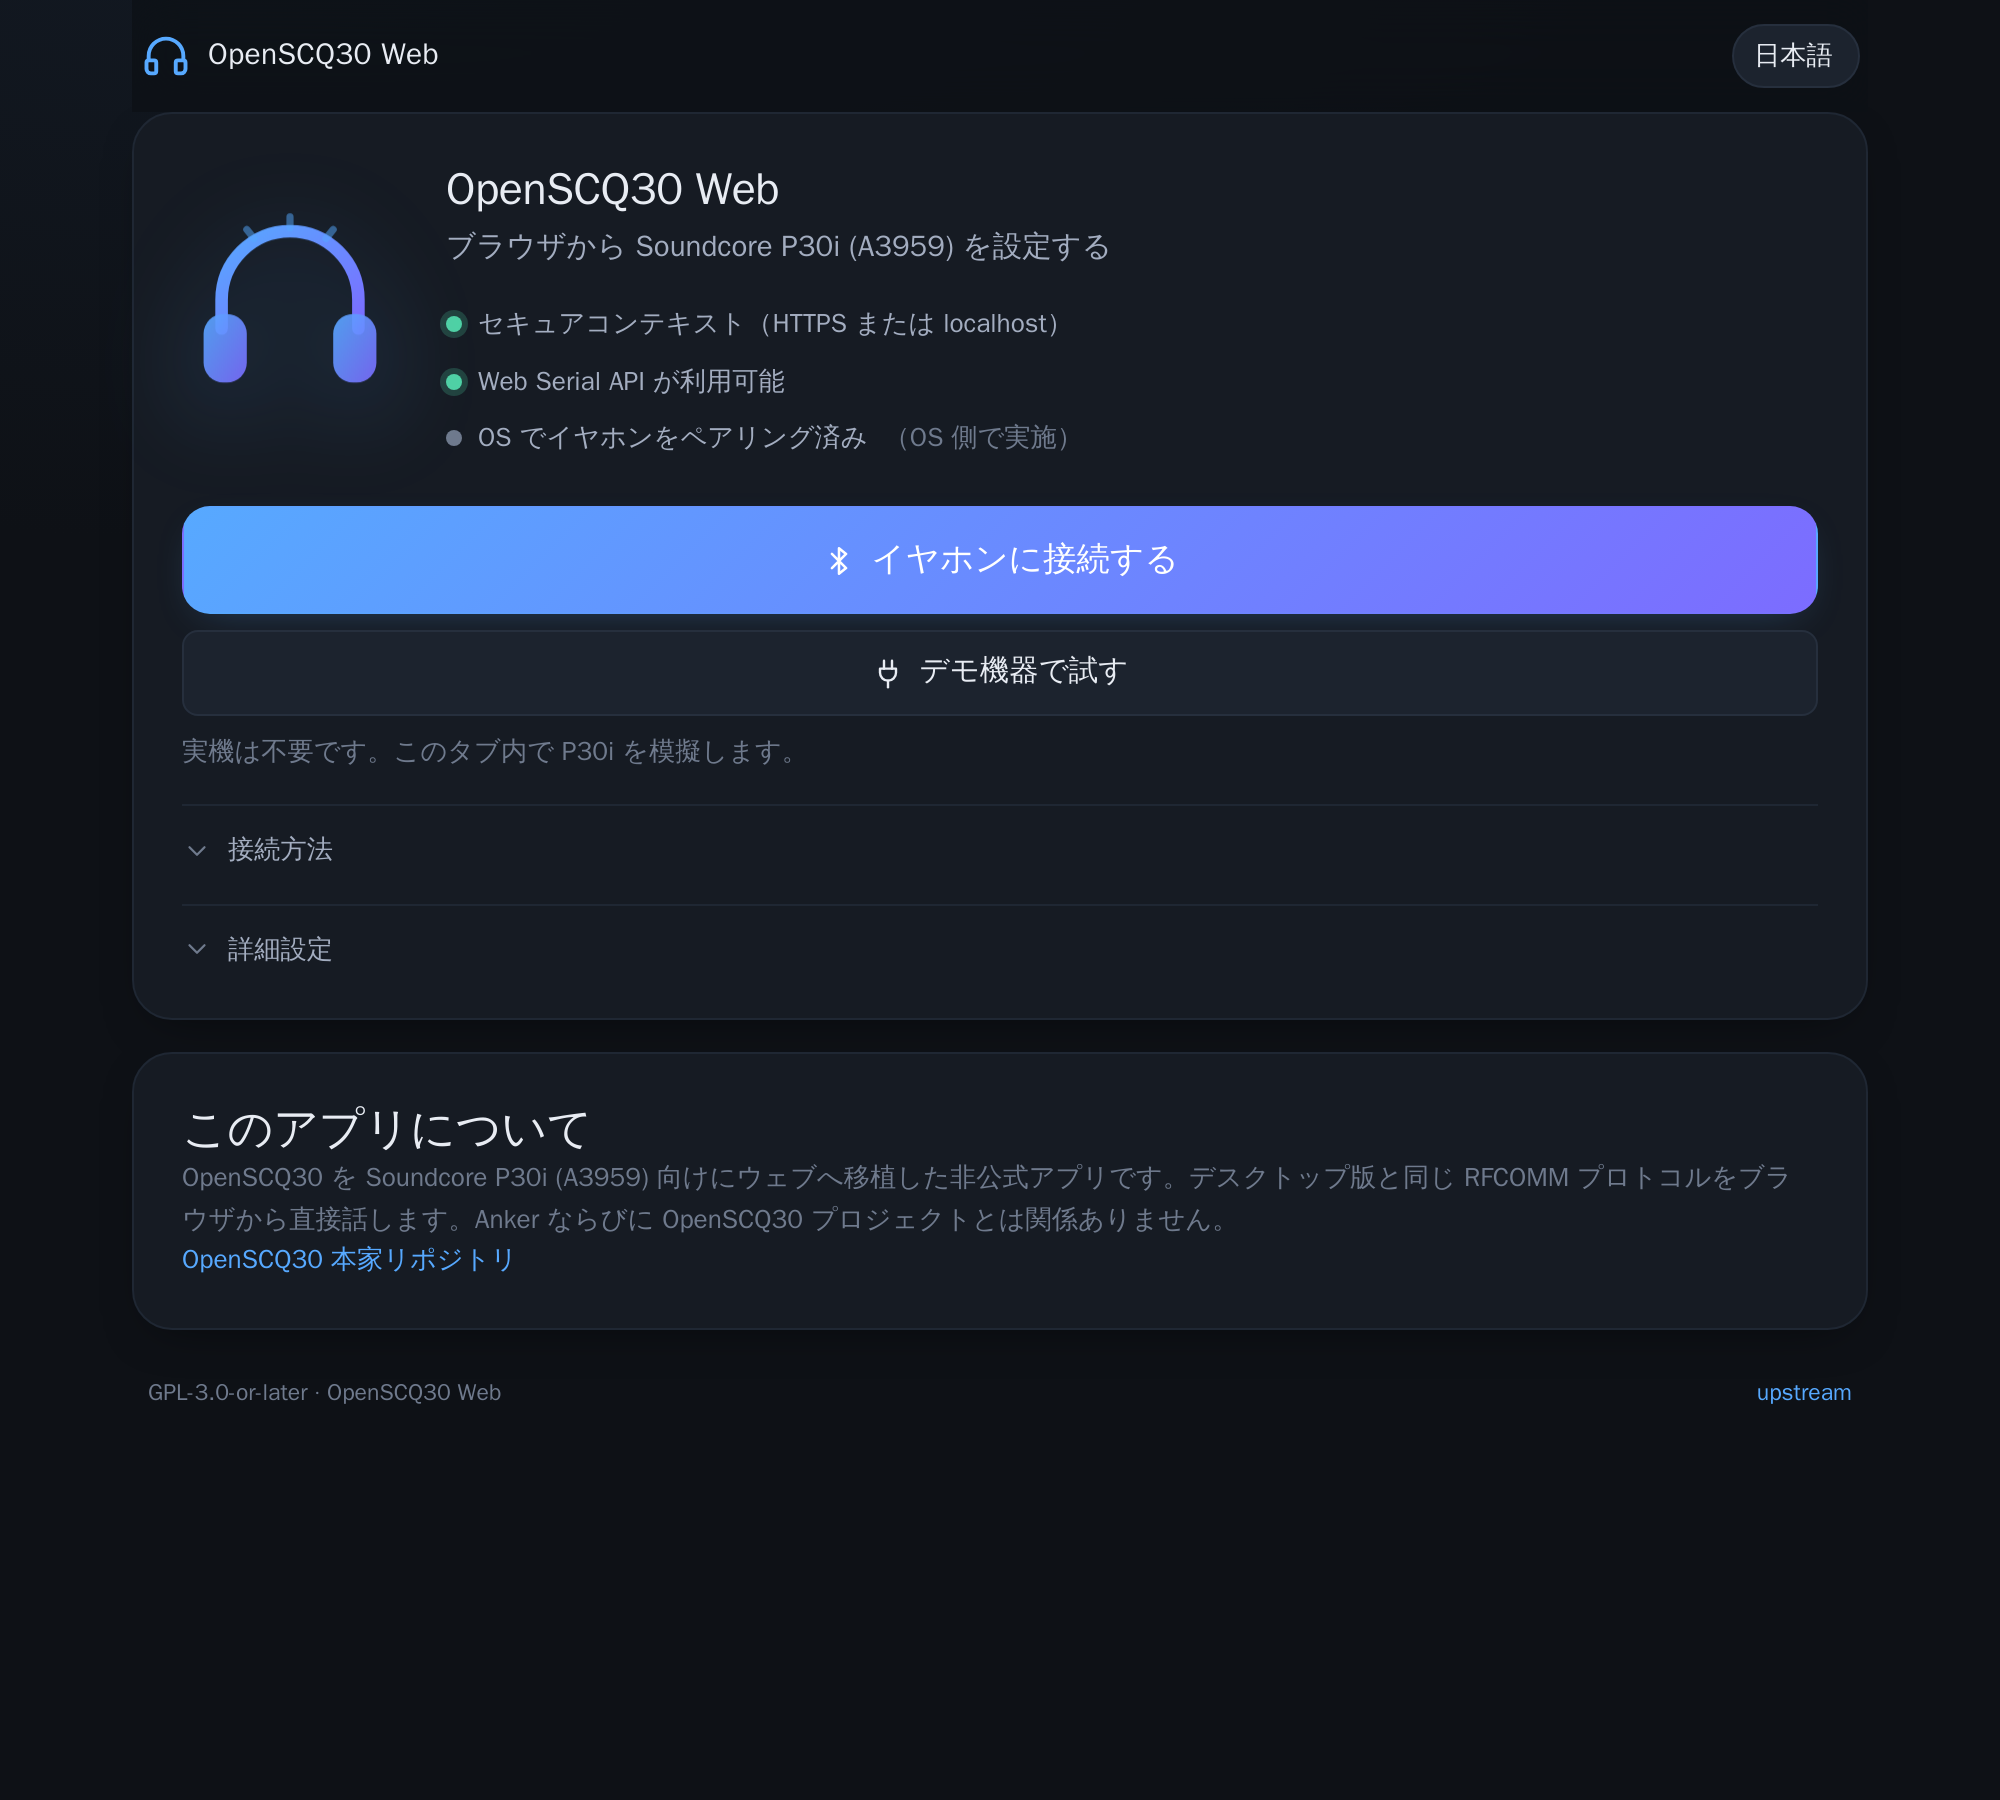 OpenSCQ30 Web
日本語
OpenSCQ30 Web
ブラウザから Soundcore P30i (A3959) を設定する
セキュアコンテキスト（HTTPS または localhost）
Web Serial API が利用可能
OS でイヤホンをペアリング済み （OS 側で実施）
イヤホンに接続する
デモ機器で試す
実機は不要です。このタブ内で P30i を模擬します。
接続方法
詳細設定
このアプリについて
OpenSCQ30 を Soundcore P30i (A3959) 向けにウェブへ移植した非公式アプリです。デスクトップ版と同じ RFCOMM プロトコルをブラ
ウザから直接話します。Anker ならびに OpenSCQ30 プロジェクトとは関係ありません。
OpenSCQ30 本家リポジトリ
GPL-3.0-or-later · OpenSCQ30 Web
upstream